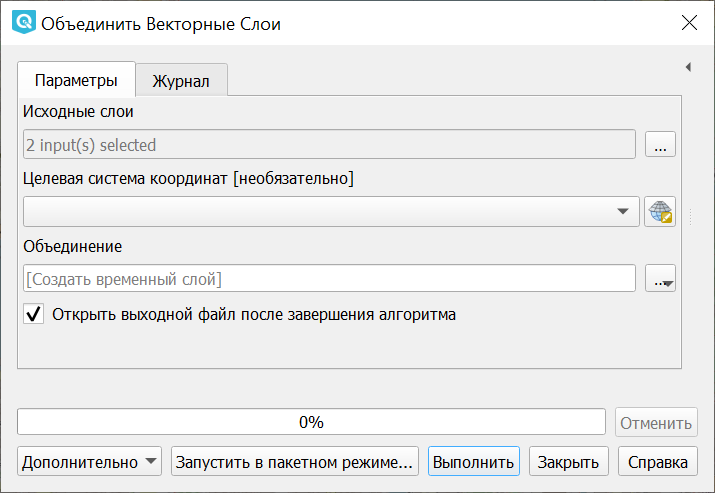 Объединить Векторные Слои
Параметры
Журнал
Исходные слои
2 input(s) selected
...
Целевая система координат [необязательно]
Объединение
[Создать временный слой]
...
Открыть выходной файл после завершения алгоритма
0%
Отменить
Дополнительно
Запустить в пакетном режиме...
Выполнить
Закрыть
Справка